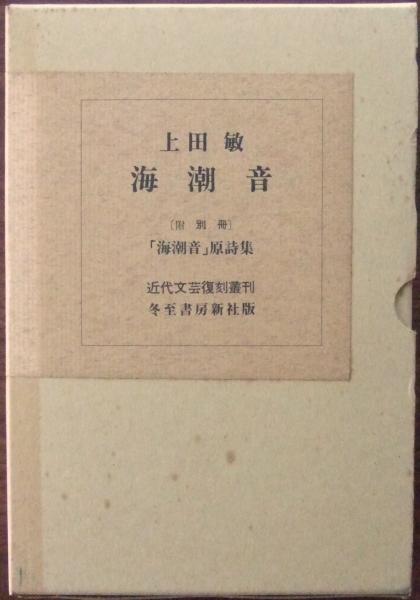 上田 敏
海潮音
〔附 別冊〕
「海潮音」原詩集
近代文芸復刻叢刊
冬至書房新社版